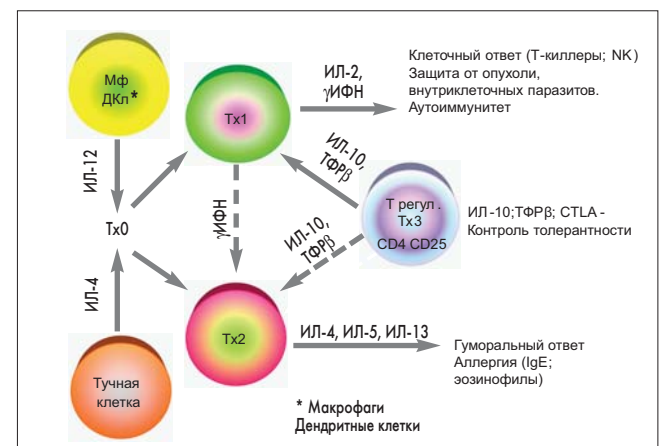 Мф
ДКл*
ИЛ-12
Тх0
ИЛ-4
Тучная
клетка
Тх1
ИЛ-2,
γИФН
Клеточный ответ (Т-киллеры; NK)
Защита от опухоли,
внутриклеточных паразитов.
Аутоиммунитет
γИФН
ИЛ-10,
ТФРβ
ИЛ-10,
ТФРβ
Т регул.
Тх3
CD4 CD25
ИЛ-10;ТФРβ; CTLA -
Контроль толерантности
Тх2
ИЛ-4, ИЛ-5, ИЛ-13
Гуморальный ответ
Аллергия (IgE;
эозинофилы)
* Макрофаги
Дендритные клетки